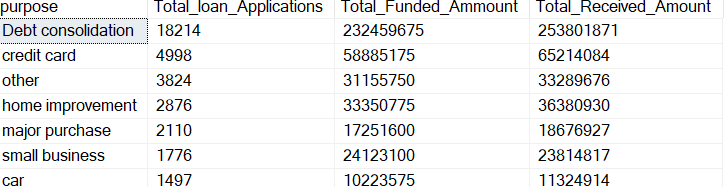 purpose Total_loan_Applications Total_Funded_Ammount Total_Received_Amount
Debt consolidation 18214 232459675 253801871
credit card 4998 58885175 65214084
other 3824 31155750 33289676
home improvement 2876 33350775 36380930
major purchase 2110 17251600 18676927
small business 1776 24123100 23814817
car 1497 10223575 11324914